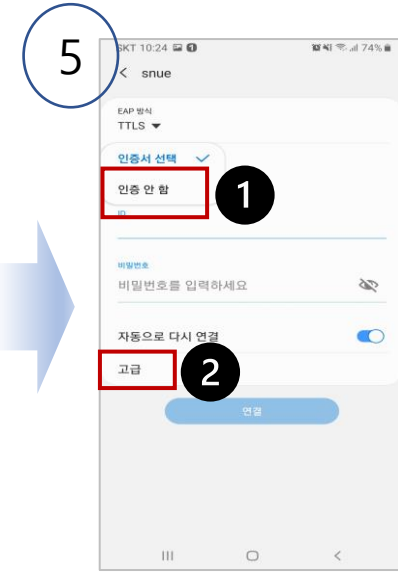 5
SKT 10:24
74%
snue
EAP 방식
TTLS
인증서 선택
인증 안 함
1
ID
비밀번호
비밀번호를 입력하세요
자동으로 다시 연결
고급
2
연결